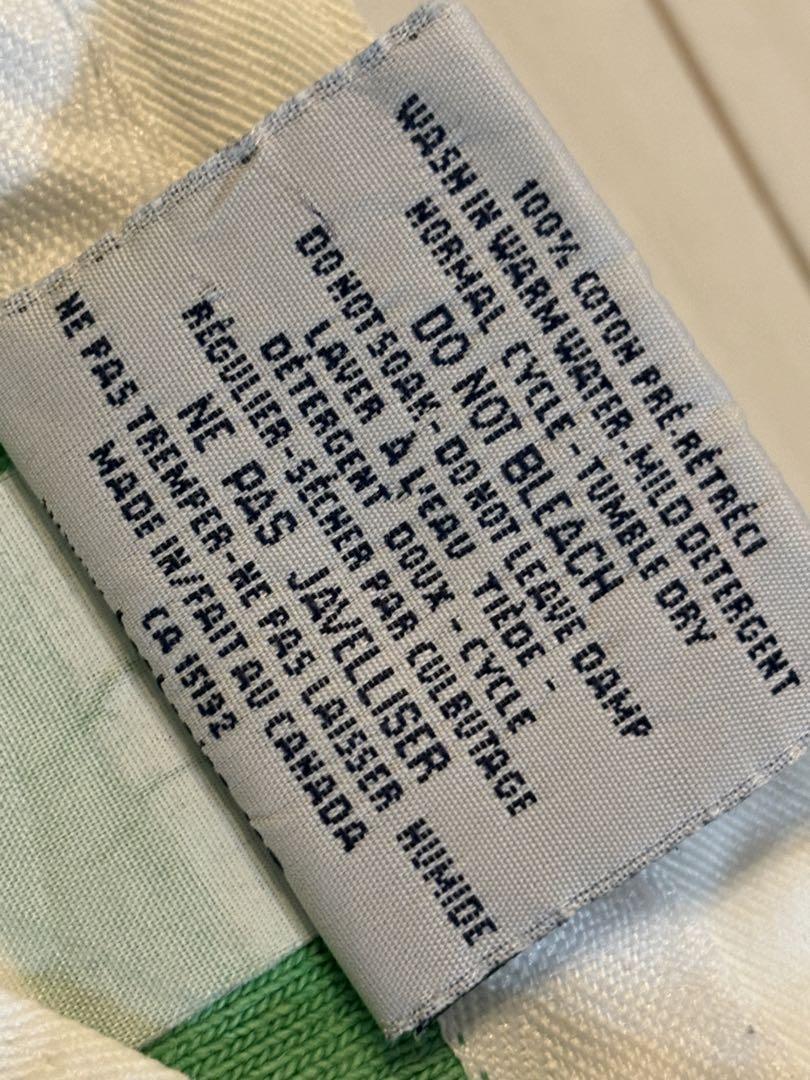 100% COTON PRÉ.RÉTRÉCI
WASH IN WARM WATER-MILD DETERGENT
NORMAL CYCLE-TUMBLE DRY
DO NOT BLEACH
DO NOT SOAK-DO NOT LEAVE DAMP
LAVER À L'EAU TIÈDE -
DÉTERGENT DOUX - CYCLE
RÉGULIER-SÉCHER PAR CULBUTAGE
NE PAS JAVELLISER
NE PAS TREMPER-NE PAS LAISSER HUMIDE
MADE IN/FAIT AU CANADA
CA 15192